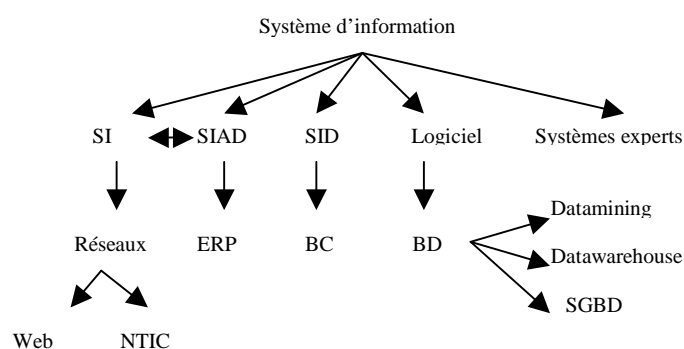 Système d'information
SI SIAD SID Logiciel Systèmes experts
Datamining
Réseaux ERP BC BD Datawarehouse
SGBD
Web NTIC